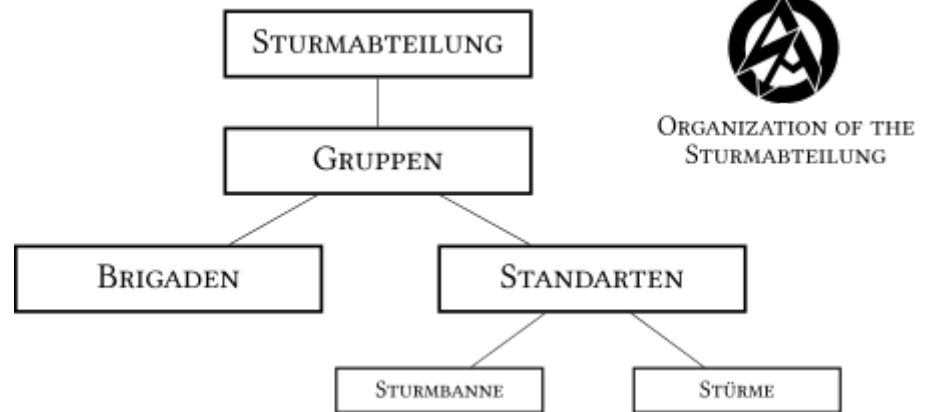 STURMABTEILUNG
ORGANIZATION OF THE
STURMABTEILUNG
GRUPPEN
BRIGADEN
STANDARTEN
STURMBANNE
STÜRME